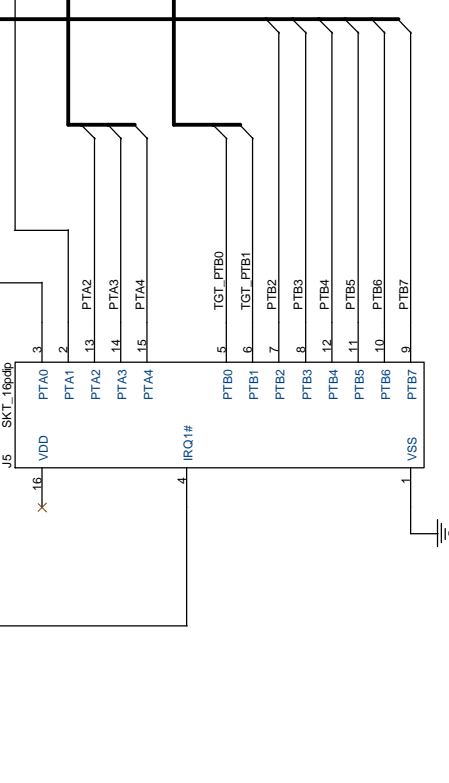 J5
SKT_16pdip
3
PTA0
2
PTA1
PTA2
13
PTA2
PTA3
14
PTA3
PTA4
15
PTA4
TGT_PTB0
5
PTB0
TGT_PTB1
6
PTB1
PTB2
7
PTB2
PTB3
8
PTB3
PTB4
12
PTB4
PTB5
11
PTB5
PTB6
10
PTB6
PTB7
9
PTB7
16
VDD
4
IRQ1#
1
VSS